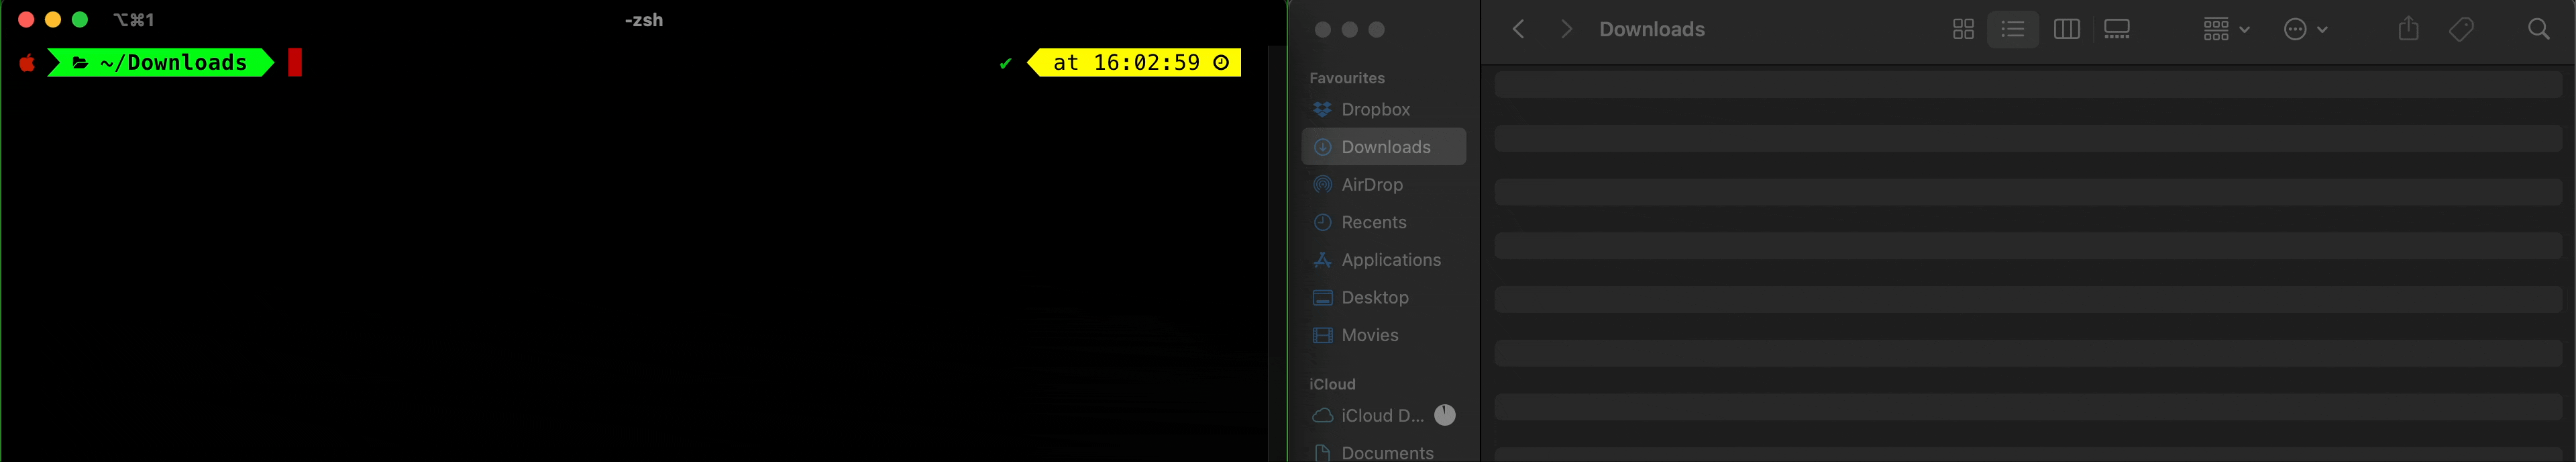 ⌥⌘1
-zsh
~/Downloads
✔ at 16:02:59
Downloads
Favourites
Dropbox
Downloads
AirDrop
Recents
Applications
Desktop
Movies
iCloud
iCloud D...
Documents